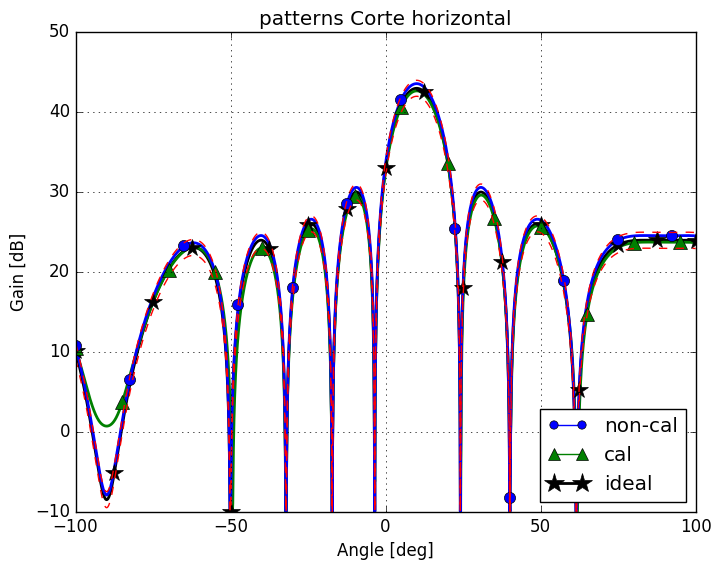 patterns Corte horizontal
50
40
30
20
10
0
−10
Gain [dB]
non-cal
cal
ideal
−100
−50
0
50
100
Angle [deg]